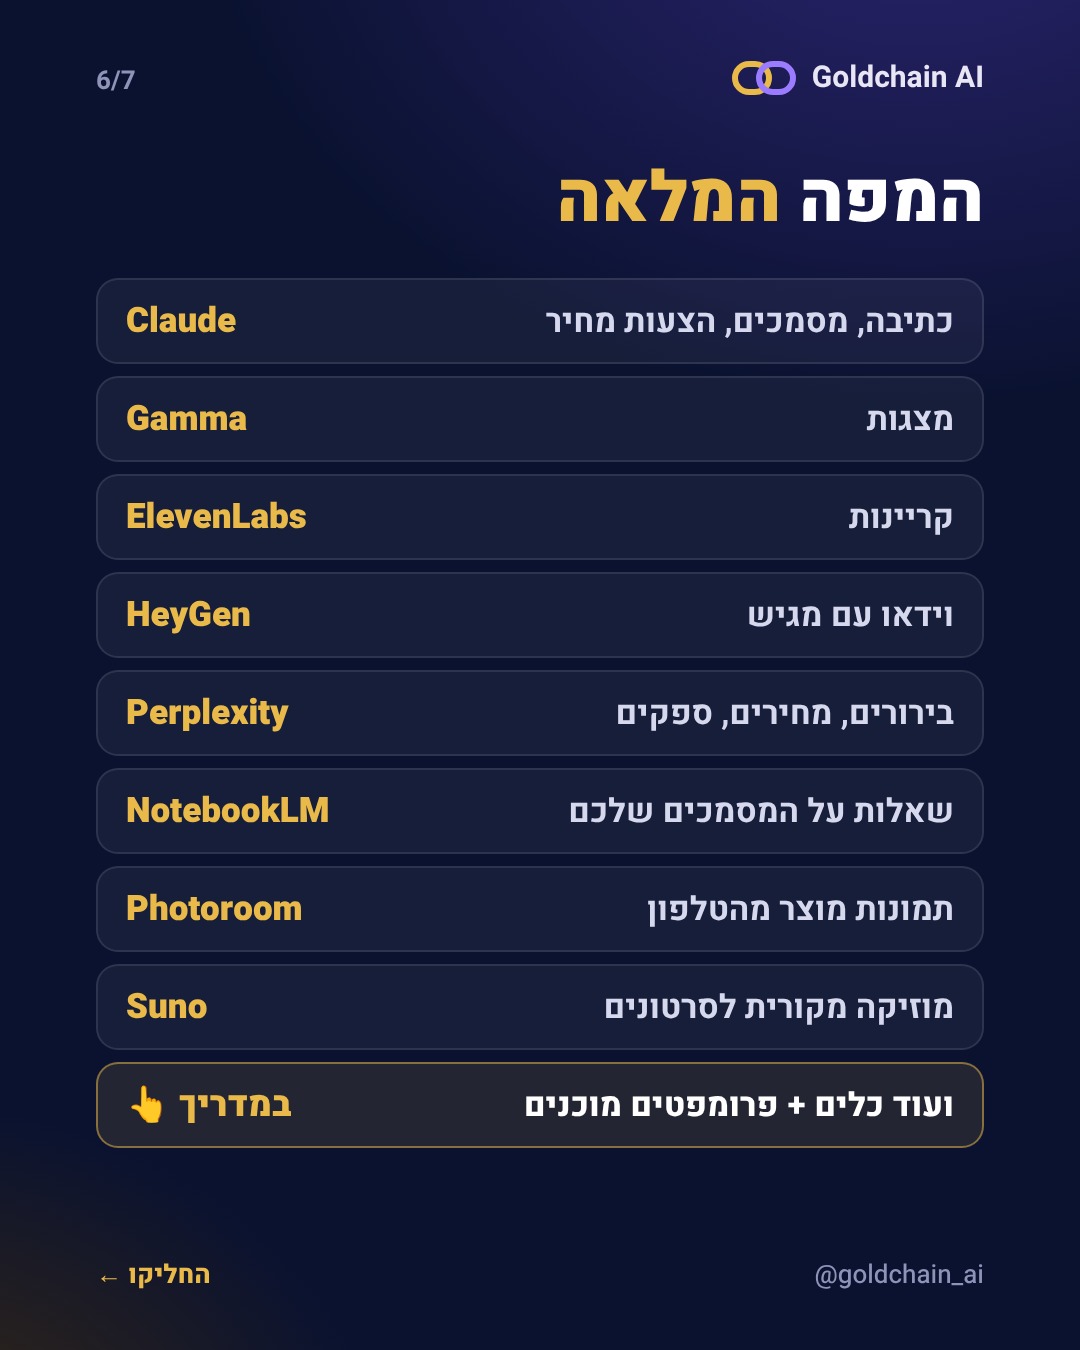 Goldchain AI
6/7
המפה המלאה
כתיבה, מסמכים, הצעות מחיר Claude
מצגות Gamma
קריינות ElevenLabs
וידאו עם מגיש HeyGen
בירורים, מחירים, ספקים Perplexity
שאלות על המסמכים שלכם NotebookLM
תמונות מוצר מהטלפון Photoroom
מוזיקה מקורית לסרטונים Suno
ועוד כלים + פרומפטים מוכנים במדריך 👆
@goldchain_ai
החליקו ←